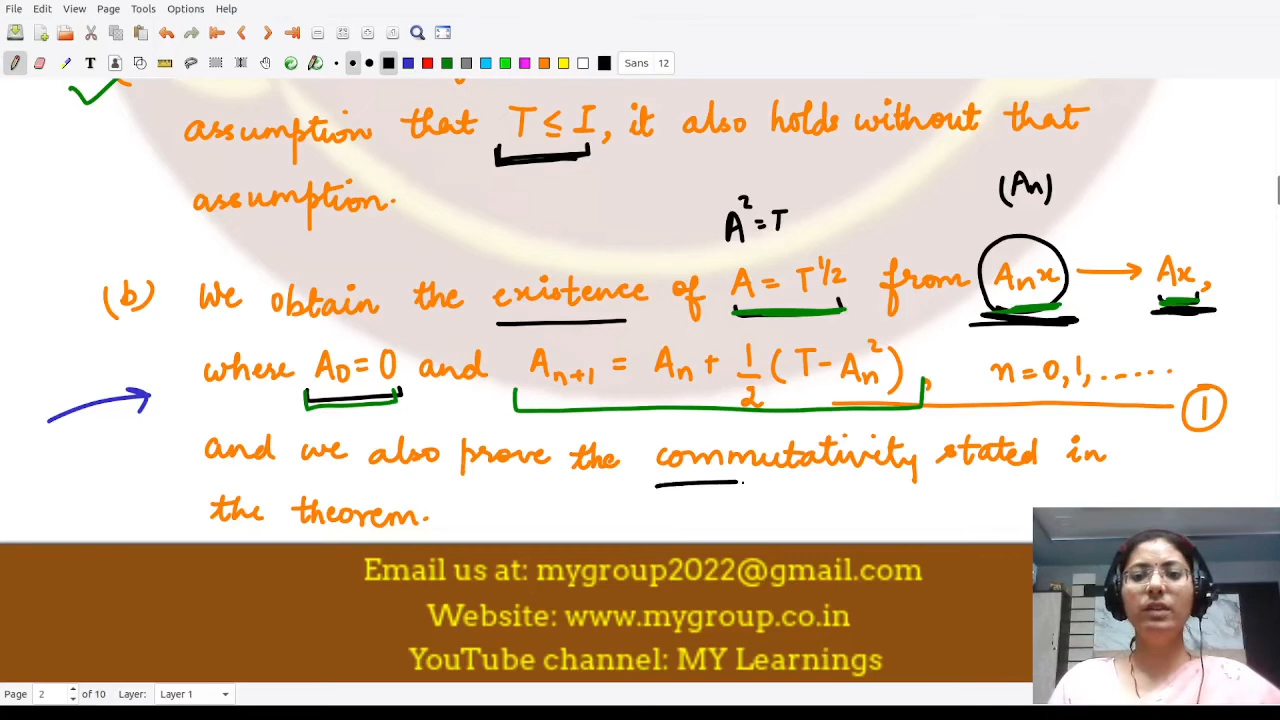 File Edit View Page Tools Options Help
Sans 12
assumption that T ≤ I, it also holds without that
assumption.
(An)
A² = T
(b) We obtain the existence of A = T^1/2 from Anx → Ax,
where A0 = 0 and An+1 = An + 1/2 (T - An²), n = 0, 1, ......
1
and we also prove the commutativity stated in
the theorem.
Email us at: mygroup2022@gmail.com
Website: www.mygroup.co.in
YouTube channel: MY Learnings
Page 2 of 10 Layer: Layer 1